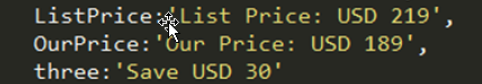 ListPrice:'List Price: USD 219',
OurPrice:'Our Price: USD 189',
three:'Save USD 30'